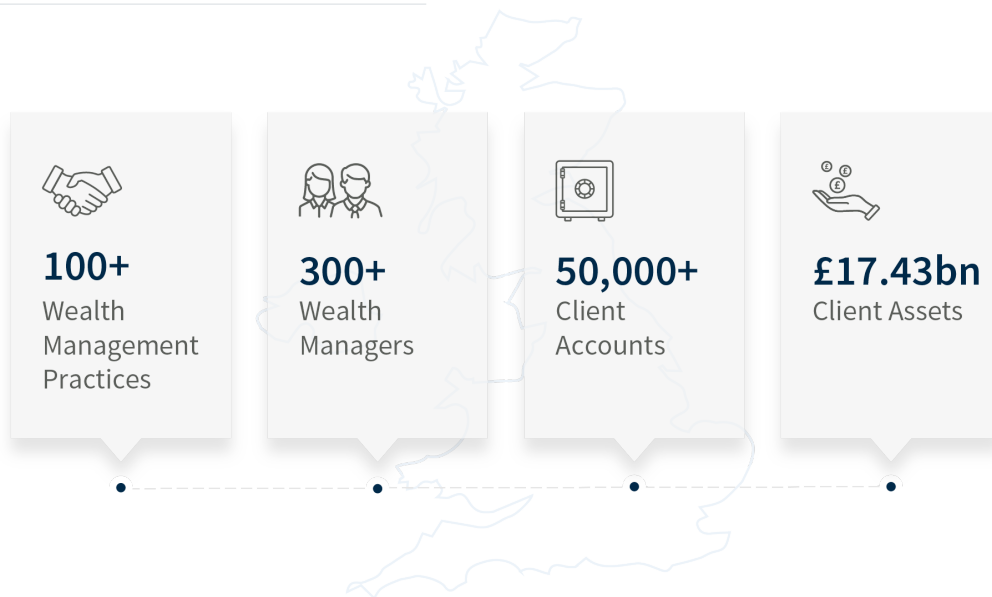 100+
Wealth
Management
Practices
300+
Wealth
Managers
50,000+
Client
Accounts
£17.43bn
Client Assets